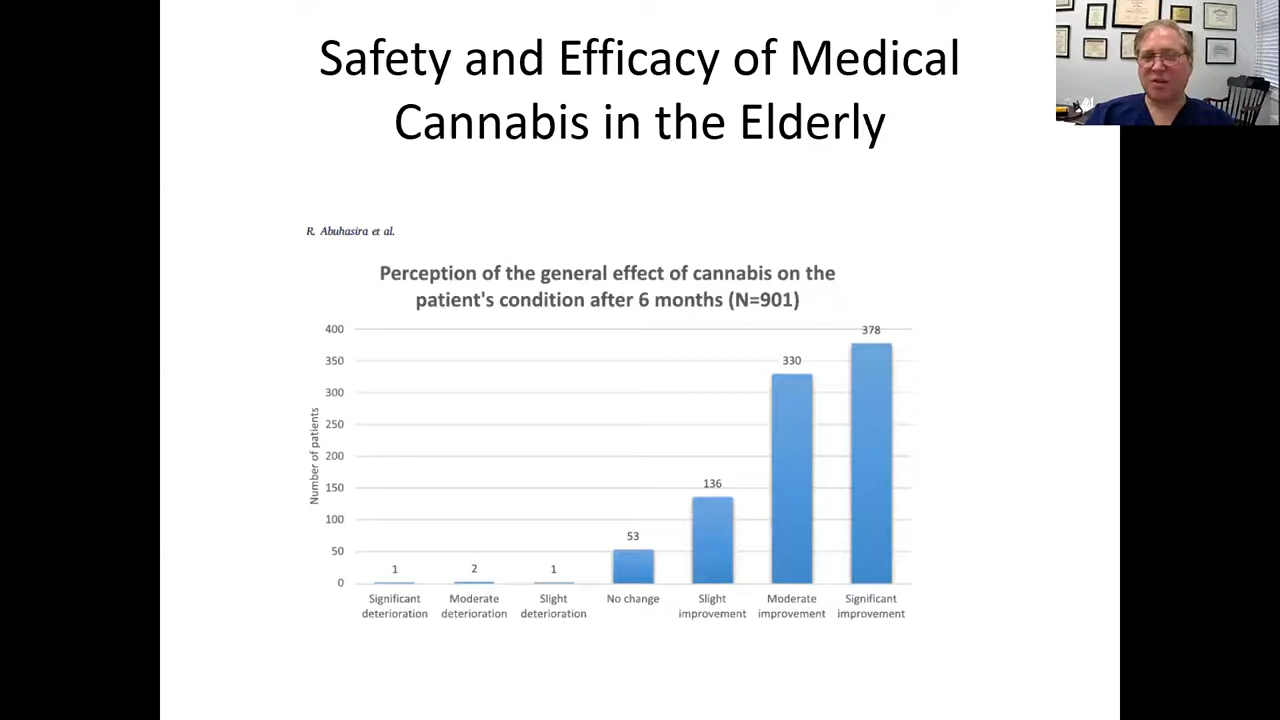 Safety and Efficacy of Medical
Cannabis in the Elderly
R. Abuhasira et al.
Perception of the general effect of cannabis on the
patient's condition after 6 months (N=901)
Number of patients
400
350
300
250
200
150
100
50
0
1
2
1
53
136
330
378
Significant
deterioration
Moderate
deterioration
Slight
deterioration
No change
Slight
improvement
Moderate
improvement
Significant
improvement